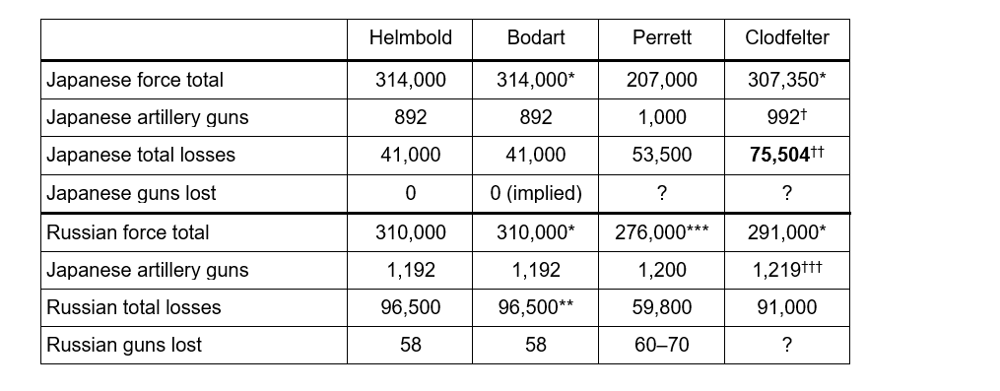 Helmbold Bodart Perrett Clodfelter
Japanese force total 314,000 314,000* 207,000 307,350*
Japanese artillery guns 892 892 1,000 992†
Japanese total losses 41,000 41,000 53,500 75,504††
Japanese guns lost 0 0 (implied) ? ?
Russian force total 310,000 310,000* 276,000*** 291,000*
Japanese artillery guns 1,192 1,192 1,200 1,219†††
Russian total losses 96,500 96,500** 59,800 91,000
Russian guns lost 58 58 60–70 ?